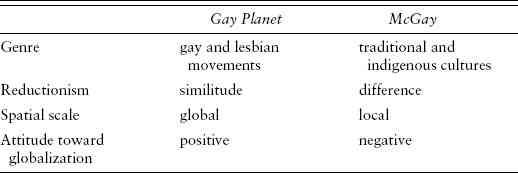 Gay Planet McGay
Genre gay and lesbian traditional and
movements indigenous cultures
Reductionism similitude difference
Spatial scale global local
Attitude toward positive negative
globalization